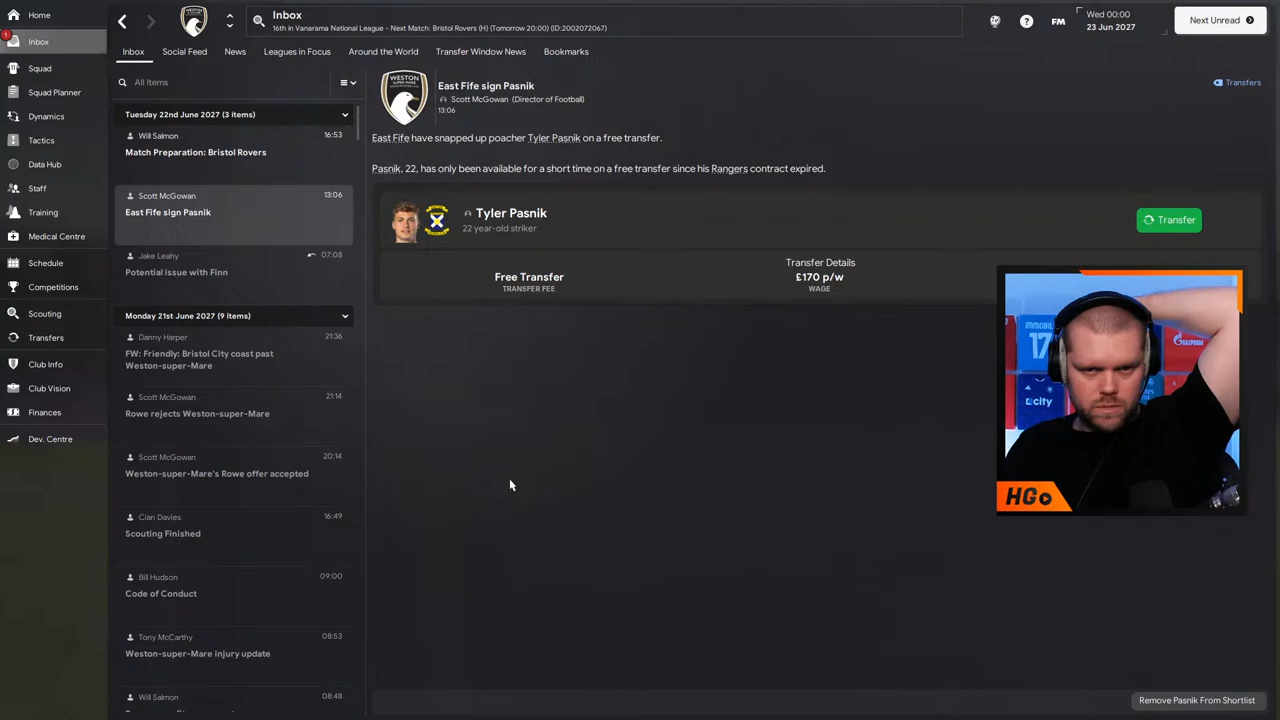 Home
Inbox
16th in Vanarama National League - Next Match: Bristol Rovers (H) (Tomorrow 20:00) (ID:2002072067)
FM
Wed 00:00
23 Jun 2027
Next Unread
1
Inbox
Squad
Squad Planner
Dynamics
Tactics
Data Hub
Staff
Training
Medical Centre
Schedule
Competitions
Scouting
Transfers
Club Info
Club Vision
Finances
Dev. Centre
Inbox
Social Feed
News
Leagues in Focus
Around the World
Transfer Window News
Bookmarks
All Items
Tuesday 22nd June 2027 (3 items)
Will Salmon 16:53
Match Preparation: Bristol Rovers
Scott McGowan 13:06
East Fife sign Pasnik
Jake Leahy 07:08
Potential issue with Finn
Monday 21st June 2027 (9 items)
Danny Harper 21:36
FW: Friendly: Bristol City coast past
Weston-super-Mare
Scott McGowan 21:14
Rowe rejects Weston-super-Mare
Scott McGowan 20:14
Weston-super-Mare's Rowe offer accepted
Cian Davies 16:49
Scouting Finished
Bill Hudson 09:00
Code of Conduct
Tony McCarthy 08:53
Weston-super-Mare injury update
Will Salmon 08:48
WESTON
East Fife sign Pasnik
Scott McGowan (Director of Football)
13:06
Transfers
East Fife have snapped up poacher Tyler Pasnik on a free transfer.
Pasnik, 22, has only been available for a short time on a free transfer since his Rangers contract expired.
Tyler Pasnik
22 year-old striker
Transfer
Free Transfer
TRANSFER FEE
Transfer Details
£170 p/w
WAGE
IMMOBIL
17
GAZPROM
city
HG
Remove Pasnik From Shortlist